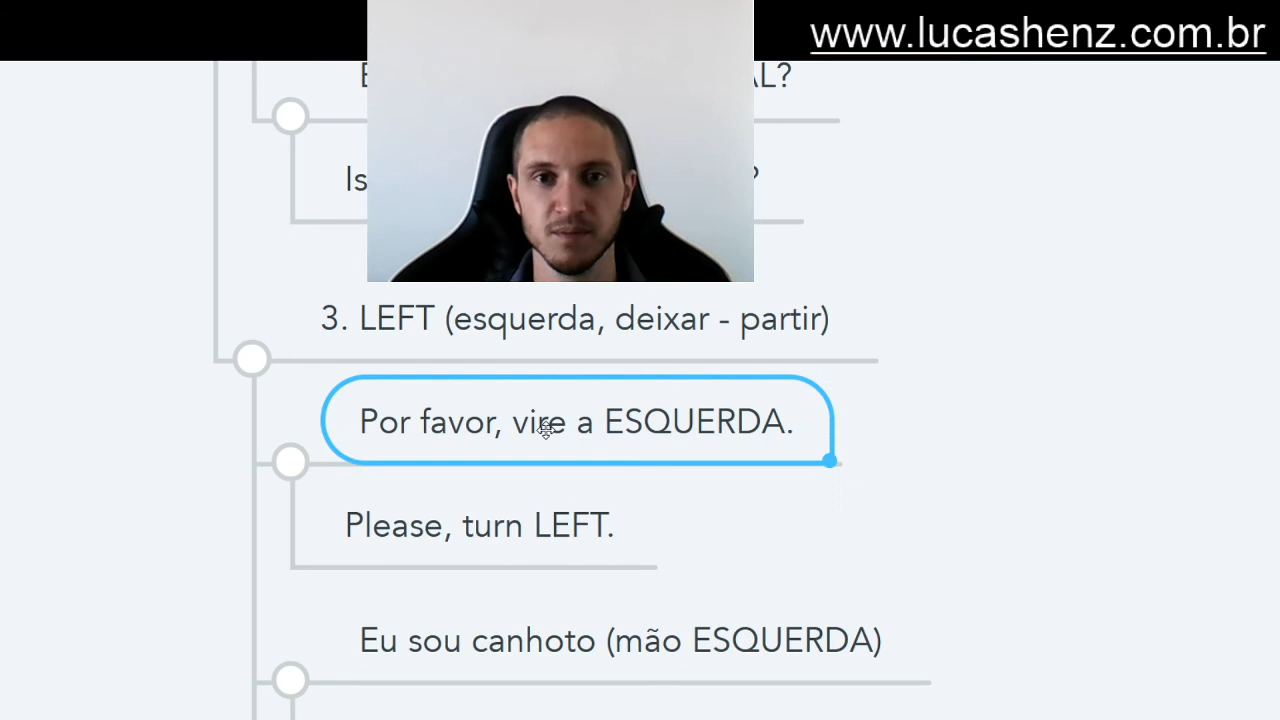 www.lucashenz.com.br
3. LEFT (esquerda, deixar - partir)
Por favor, vire a ESQUERDA.
Please, turn LEFT.
Eu sou canhoto (mão ESQUERDA)